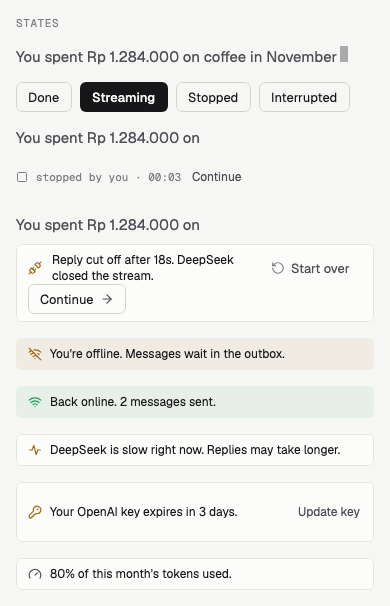 STATES
You spent Rp 1.284.000 on coffee in November
Done Streaming Stopped Interrupted
You spent Rp 1.284.000 on
stopped by you · 00:03 Continue
You spent Rp 1.284.000 on
Reply cut off after 18s. DeepSeek
closed the stream.
Start over
Continue →
You're offline. Messages wait in the outbox.
Back online. 2 messages sent.
DeepSeek is slow right now. Replies may take longer.
Your OpenAI key expires in 3 days. Update key
80% of this month's tokens used.